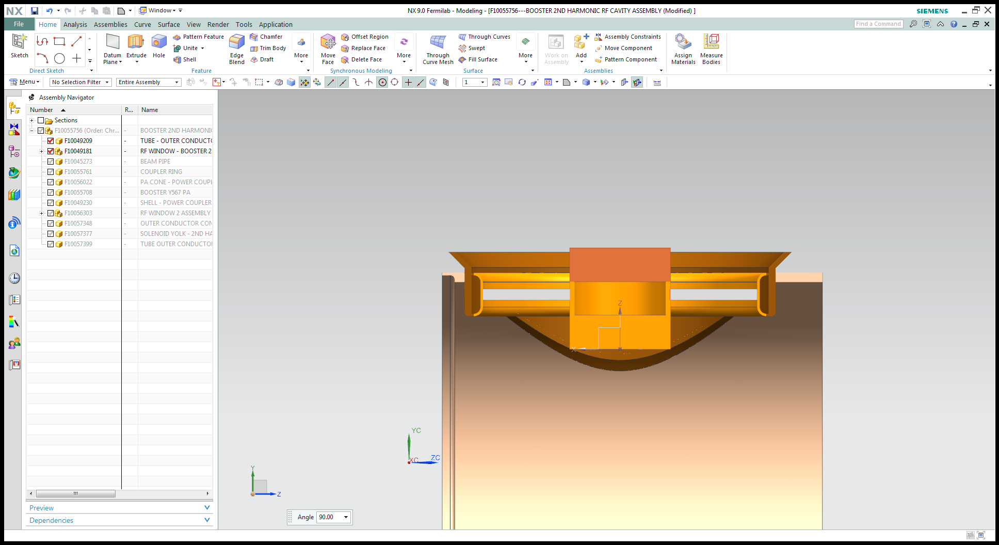 NX Window NX 9.0 Fermilab - Modeling - [F10055756---BOOSTER 2ND HARMONIC RF CAVITY ASSEMBLY (Modified) ] SIEMENS
File Home Analysis Assemblies Curve Surface View Render Tools Application Find a Command
Sketch
Direct Sketch
Datum Plane
Extrude
Hole
Pattern Feature
Unite
Shell
Edge Blend
Chamfer
Trim Body
Draft
More
Feature
Move Face
Offset Region
Replace Face
Delete Face
More
Synchronous Modeling
Through Curve Mesh
Through Curves
Swept
Fill Surface
More
Surface
Work on Assembly
Add
Assembly Constraints
Move Component
Pattern Component
Assemblies
Assign Materials
Measure Bodies
Menu No Selection Filter Entire Assembly 1
Assembly Navigator
Number R... Name
Sections
F10055756 (Order: Chr... - BOOSTER 2ND HARMONIC
F10049209 - TUBE - OUTER CONDUCTO
F10049181 - RF WINDOW - BOOSTER 2
F10045273 - BEAM PIPE
F10055761 - COUPLER RING
F10056022 - PA CONE - POWER COUPL
F10055708 - BOOSTER Y567 PA
F10049230 - SHELL - POWER COUPLER
F10056303 - RF WINDOW 2 ASSEMBLY
F10057348 - OUTER CONDUCTOR CON
F10057377 - SOLENOID YOLK - 2ND HA
F10057399 - TUBE OUTER CONDUCTOR
Preview
Dependencies
Z
X
YC
XC ZC
Y
Z
Angle 90.00